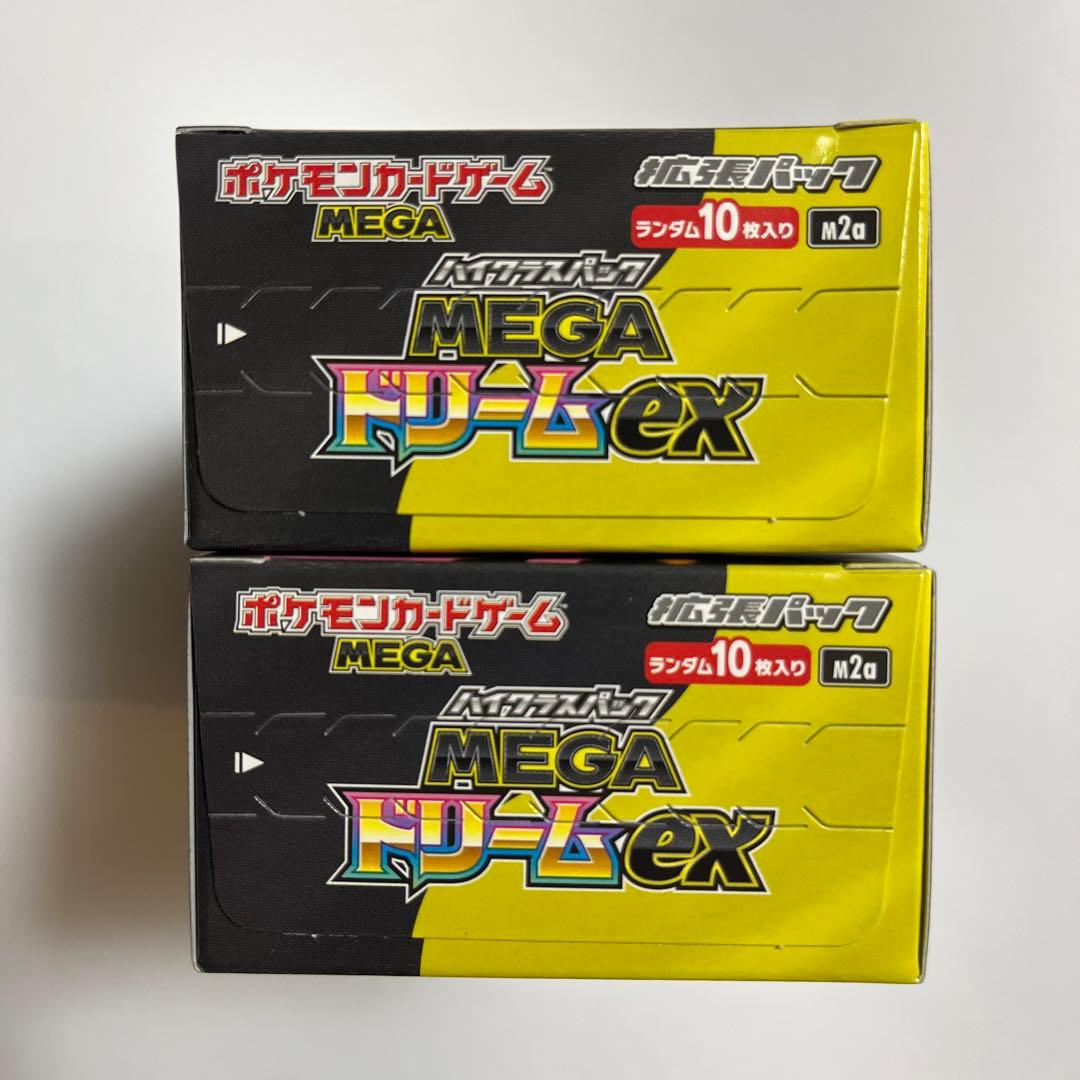 ポケモンカードゲーム
MEGA
拡張パック
ランダム10枚入り M2a
ハイクラスパック
MEGA
ドリームex
ポケモンカードゲーム
MEGA
拡張パック
ランダム10枚入り M2a
ハイクラスパック
MEGA
ドリームex